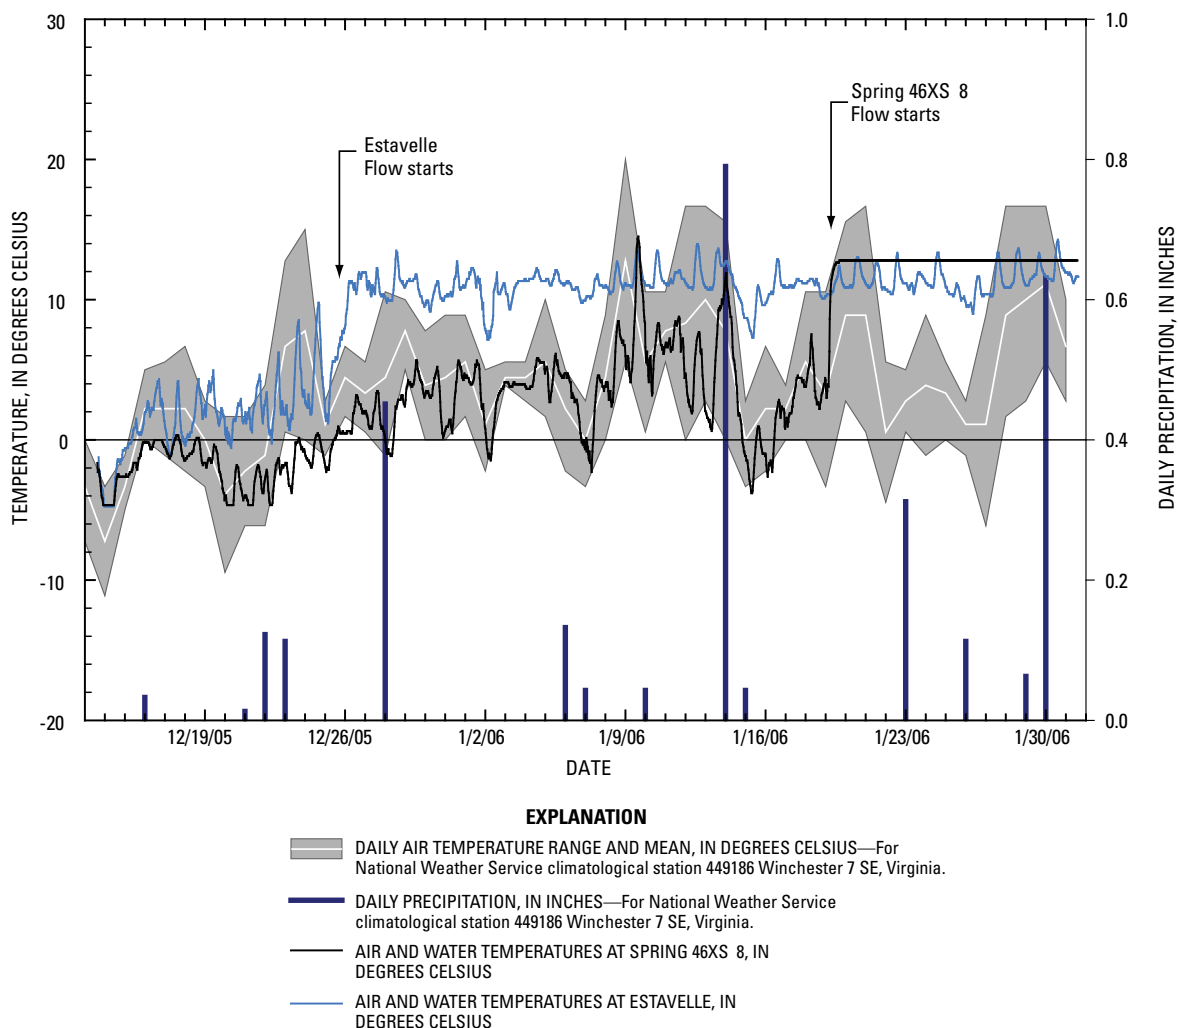 30
20
10
0
-10
-20
TEMPERATURE, IN DEGREES CELSIUS
1.0
0.8
0.6
0.4
0.2
0.0
DAILY PRECIPITATION, IN INCHES
Estavelle
Flow starts
Spring 46XS 8
Flow starts
12/19/05
12/26/05
1/2/06
1/9/06
1/16/06
1/23/06
1/30/06
DATE
EXPLANATION
DAILY AIR TEMPERATURE RANGE AND MEAN, IN DEGREES CELSIUS—For
National Weather Service climatological station 449186 Winchester 7 SE, Virginia.
DAILY PRECIPITATION, IN INCHES—For National Weather Service
climatological station 449186 Winchester 7 SE, Virginia.
AIR AND WATER TEMPERATURES AT SPRING 46XS 8, IN
DEGREES CELSIUS
AIR AND WATER TEMPERATURES AT ESTAVELLE, IN
DEGREES CELSIUS